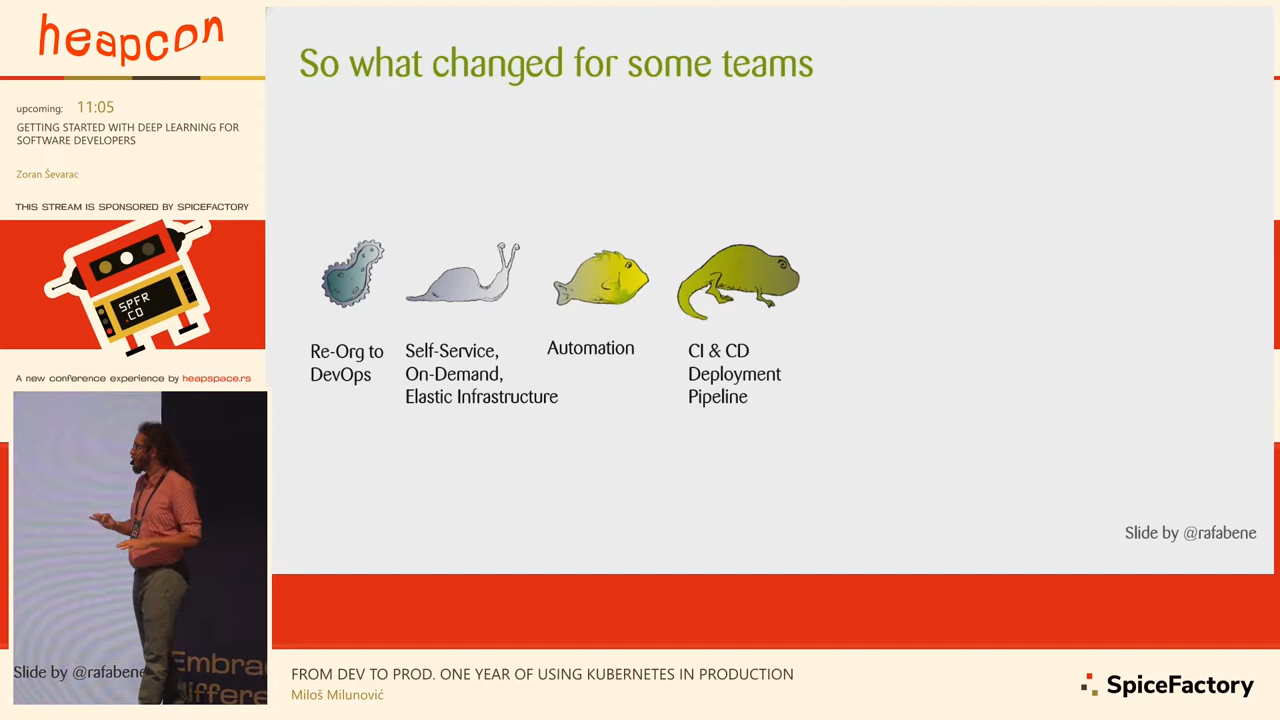 heapcon
upcoming: 11:05
GETTING STARTED WITH DEEP LEARNING FOR
SOFTWARE DEVELOPERS
Zoran Ševarac
THIS STREAM IS SPONSORED BY SPICEFACTORY
SPFR
.CO
A new conference experience by heapspace.rs
So what changed for some teams
Re-Org to
DevOps
Self-Service,
On-Demand,
Elastic Infrastructure
Automation
CI & CD
Deployment
Pipeline
Slide by @rafabene
Slide by @rafabene
Embra
differe
FROM DEV TO PROD. ONE YEAR OF USING KUBERNETES IN PRODUCTION
Miloš Milunović
SpiceFactory